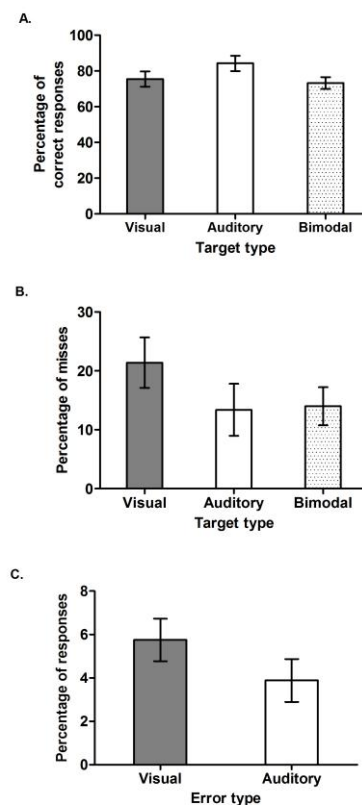 A.
Percentage of
correct responses
100
80
60
40
20
0
Visual Auditory Bimodal
Target type
B.
Percentage of misses
30
20
10
0
Visual Auditory Bimodal
Target type
C.
Percentage of responses
8
6
4
2
0
Visual Auditory
Error type